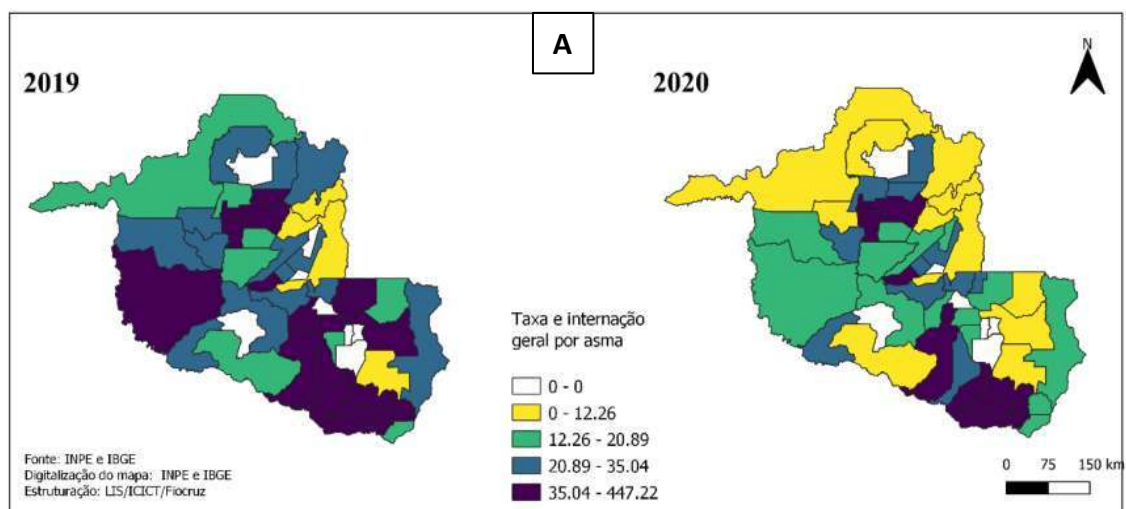 A
2019
2020
N
Taxa e internação
geral por asma
0 - 0
0 - 12.26
12.26 - 20.89
20.89 - 35.04
35.04 - 447.22
Fonte: INPE e IBGE
Digitalização do mapa: INPE e IBGE
Estruturação: LIS/ICICT/Fiocruz
0 75 150 km